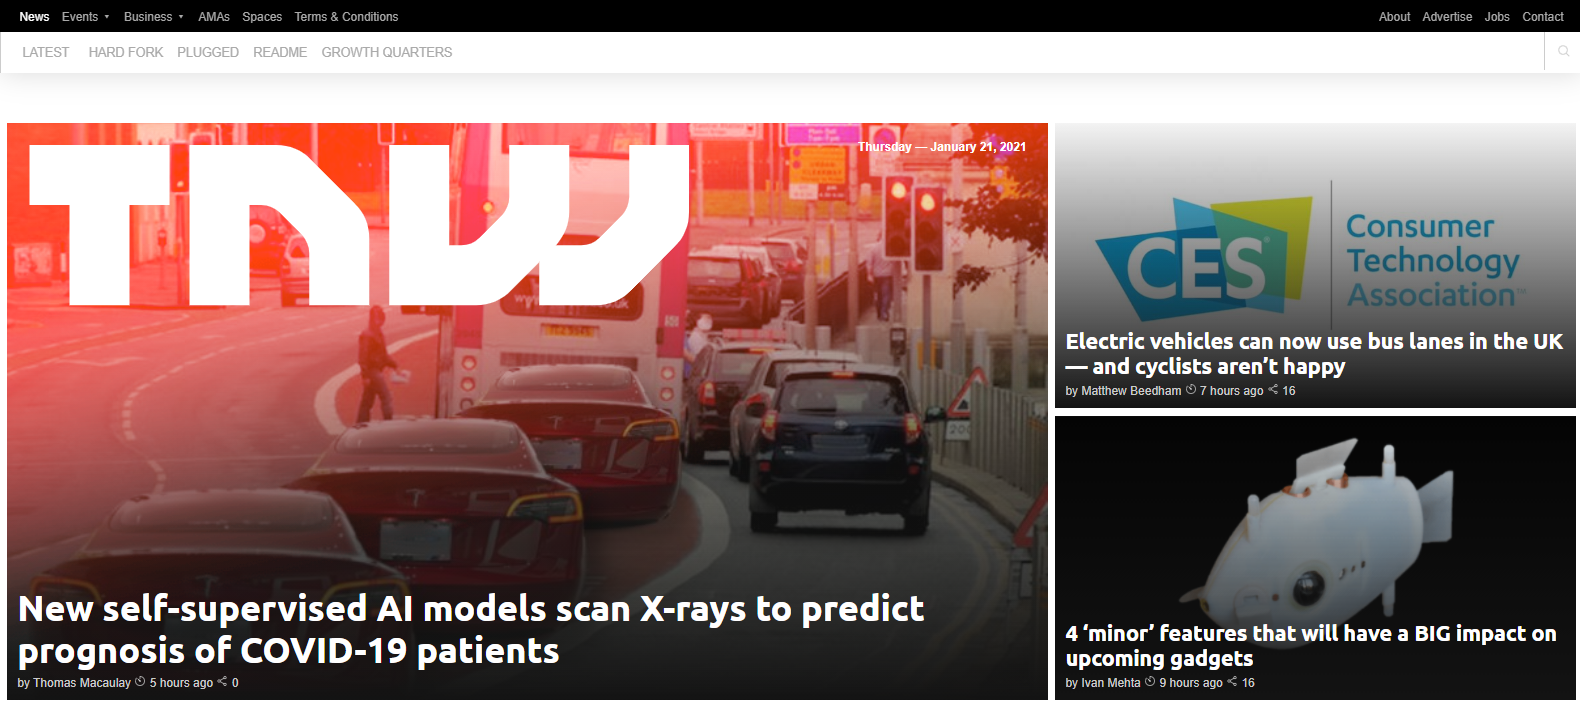 News Events Business AMAs Spaces Terms & Conditions About Advertise Jobs Contact
LATEST HARD FORK PLUGGED README GROWTH QUARTERS
TNW
Thursday — January 21, 2021
New self-supervised AI models scan X-rays to predict
prognosis of COVID-19 patients
by Thomas Macaulay 5 hours ago 0
CES®
Consumer
Technology
Association™
Electric vehicles can now use bus lanes in the UK
— and cyclists aren’t happy
by Matthew Beedham 7 hours ago 16
4 ‘minor’ features that will have a BIG impact on
upcoming gadgets
by Ivan Mehta 9 hours ago 16